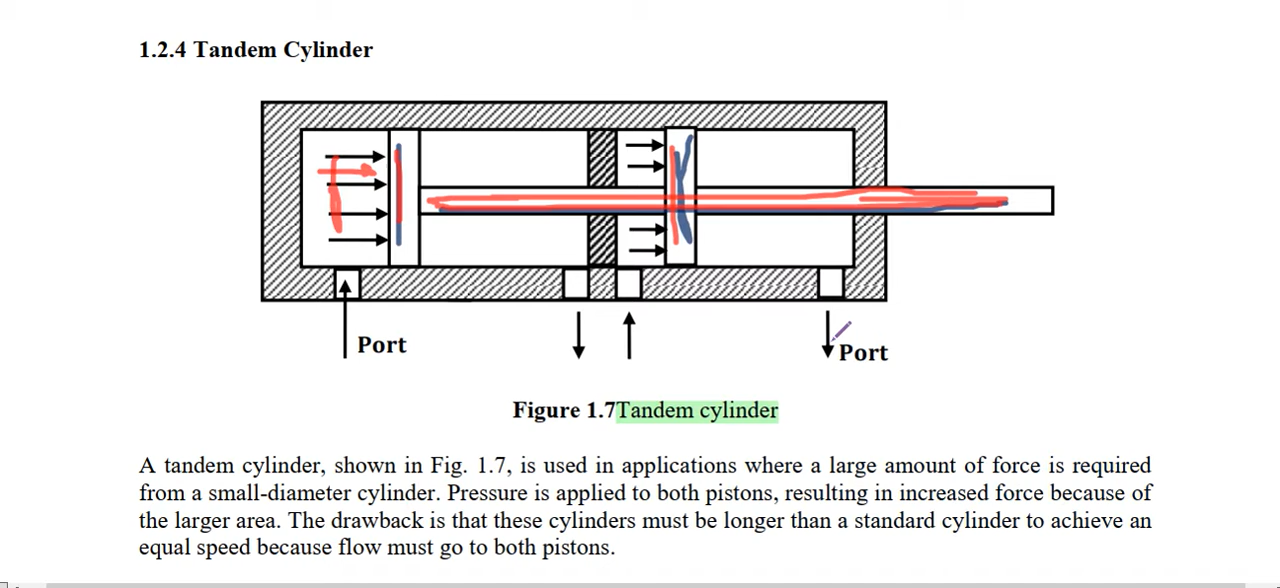 1.2.4 Tandem Cylinder
F
Port
Port
Figure 1.7Tandem cylinder
A tandem cylinder, shown in Fig. 1.7, is used in applications where a large amount of force is required
from a small-diameter cylinder. Pressure is applied to both pistons, resulting in increased force because of
the larger area. The drawback is that these cylinders must be longer than a standard cylinder to achieve an
equal speed because flow must go to both pistons.